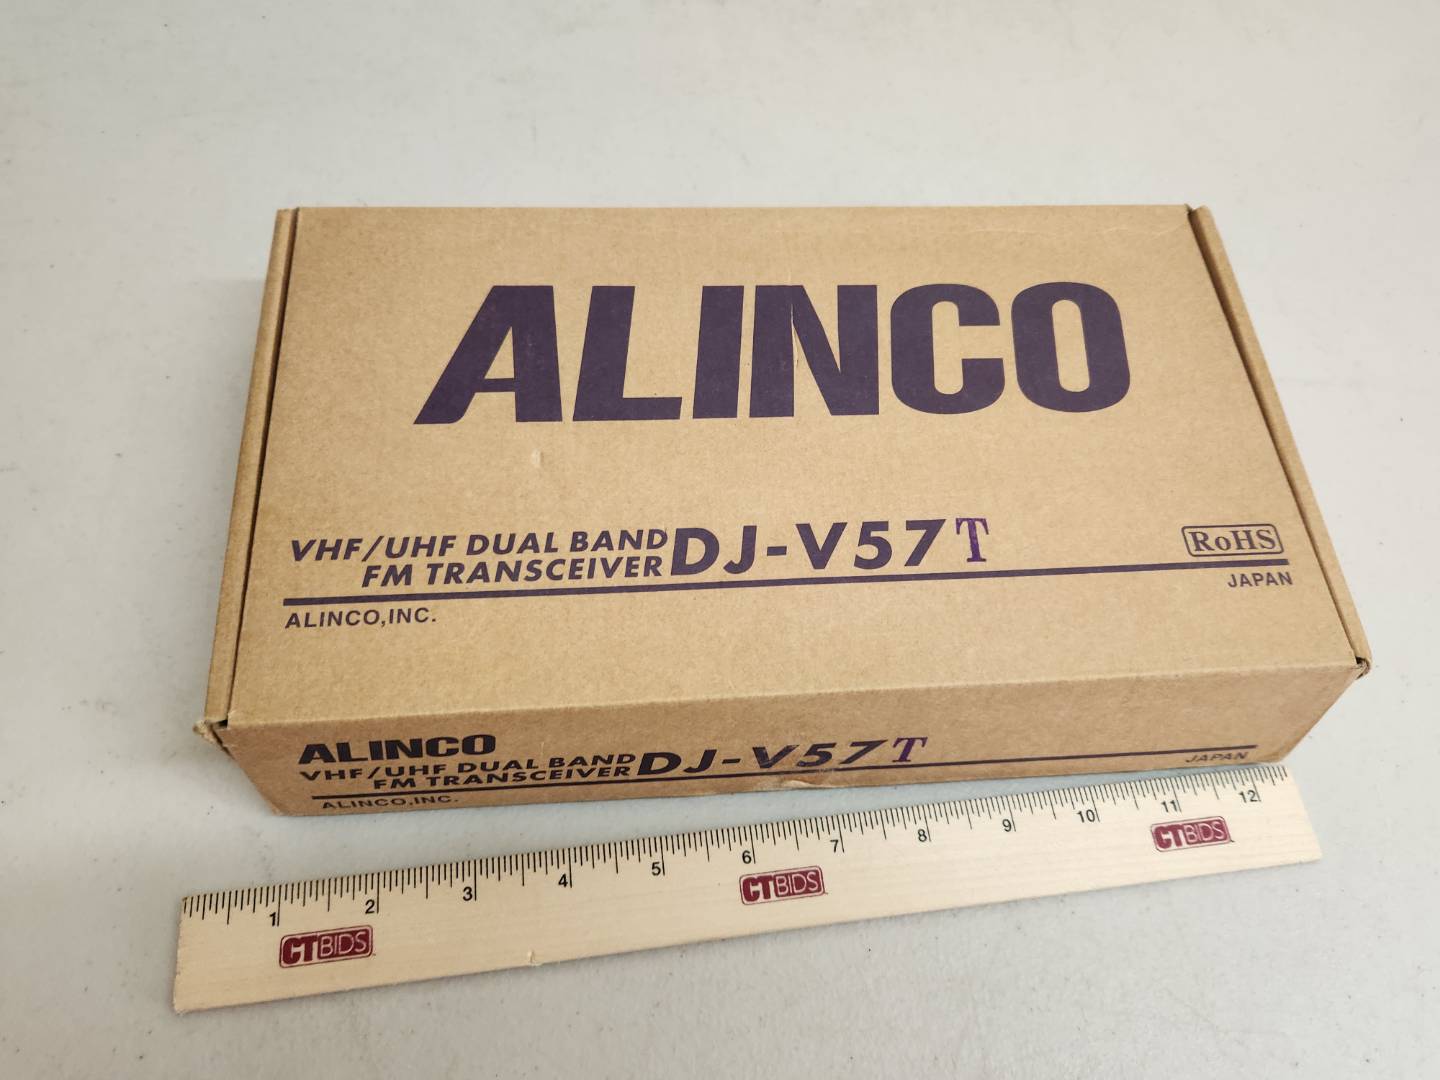 ALINCO
VHF/UHF DUAL BAND
FM TRANSCEIVER
DJ-V57T
RoHS
ALINCO,INC.
JAPAN
ALINCO
VHF/UHF DUAL BAND
FM TRANSCEIVER
DJ-V57T
ALINCO,INC.
JAPAN
1 2 3 4 5 6 7 8 9 10 11 12
CTBIDS
CTBIDS
CTBIDS